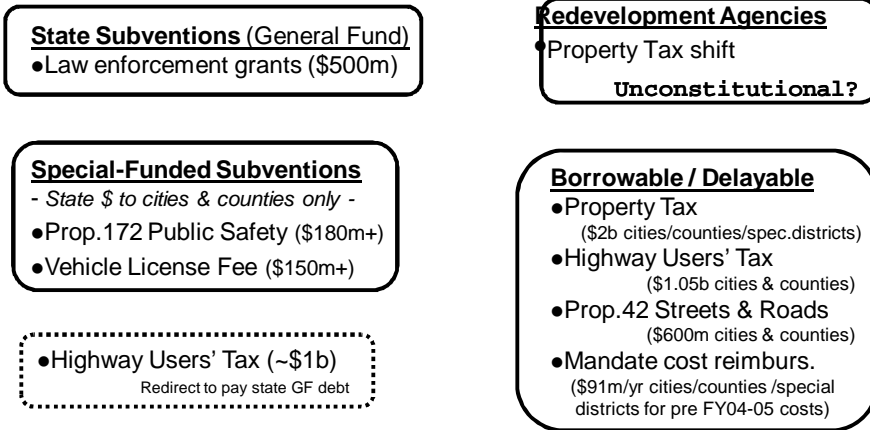 State Subventions (General Fund)
●Law enforcement grants ($500m)
Special-Funded Subventions
- State $ to cities & counties only -
●Prop.172 Public Safety ($180m+)
●Vehicle License Fee ($150m+)
●Highway Users' Tax (~$1b)
Redirect to pay state GF debt
Redevelopment Agencies
●Property Tax shift
Unconstitutional?
Borrowable / Delayable
●Property Tax
($2b cities/counties/spec.districts)
●Highway Users' Tax
($1.05b cities & counties)
●Prop.42 Streets & Roads
($600m cities & counties)
●Mandate cost reimburs.
($91m/yr cities/counties /special
districts for pre FY04-05 costs)